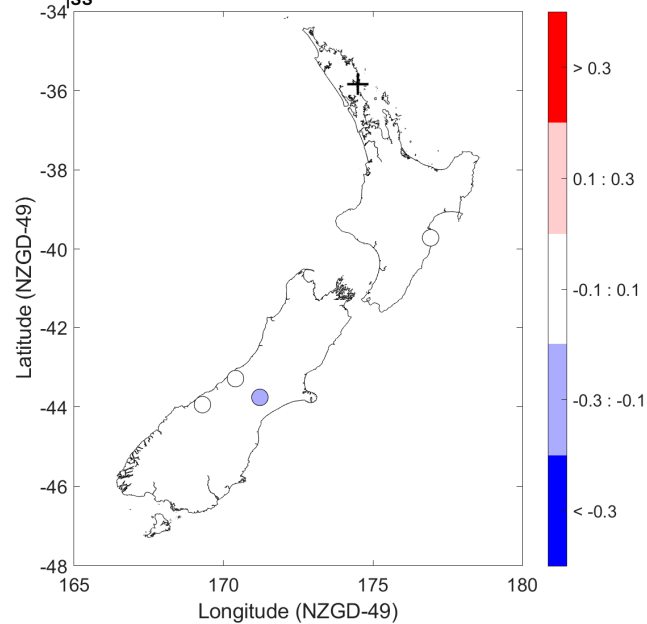 -34
-36
-38
-40
-42
-44
-46
-48
165
170
175
180
Latitude (NZGD-49)
Longitude (NZGD-49)
> 0.3
0.1 : 0.3
-0.1 : 0.1
-0.3 : -0.1
< -0.3